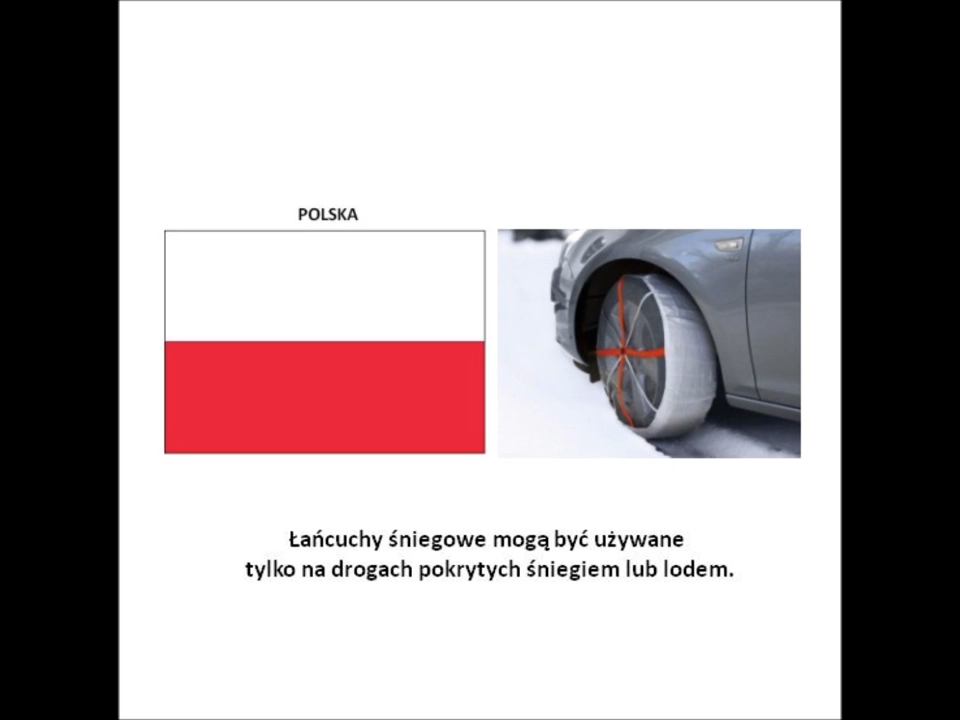 POLSKA
Łańcuchy śniegowe mogą być używane
tylko na drogach pokrytych śniegiem lub lodem.